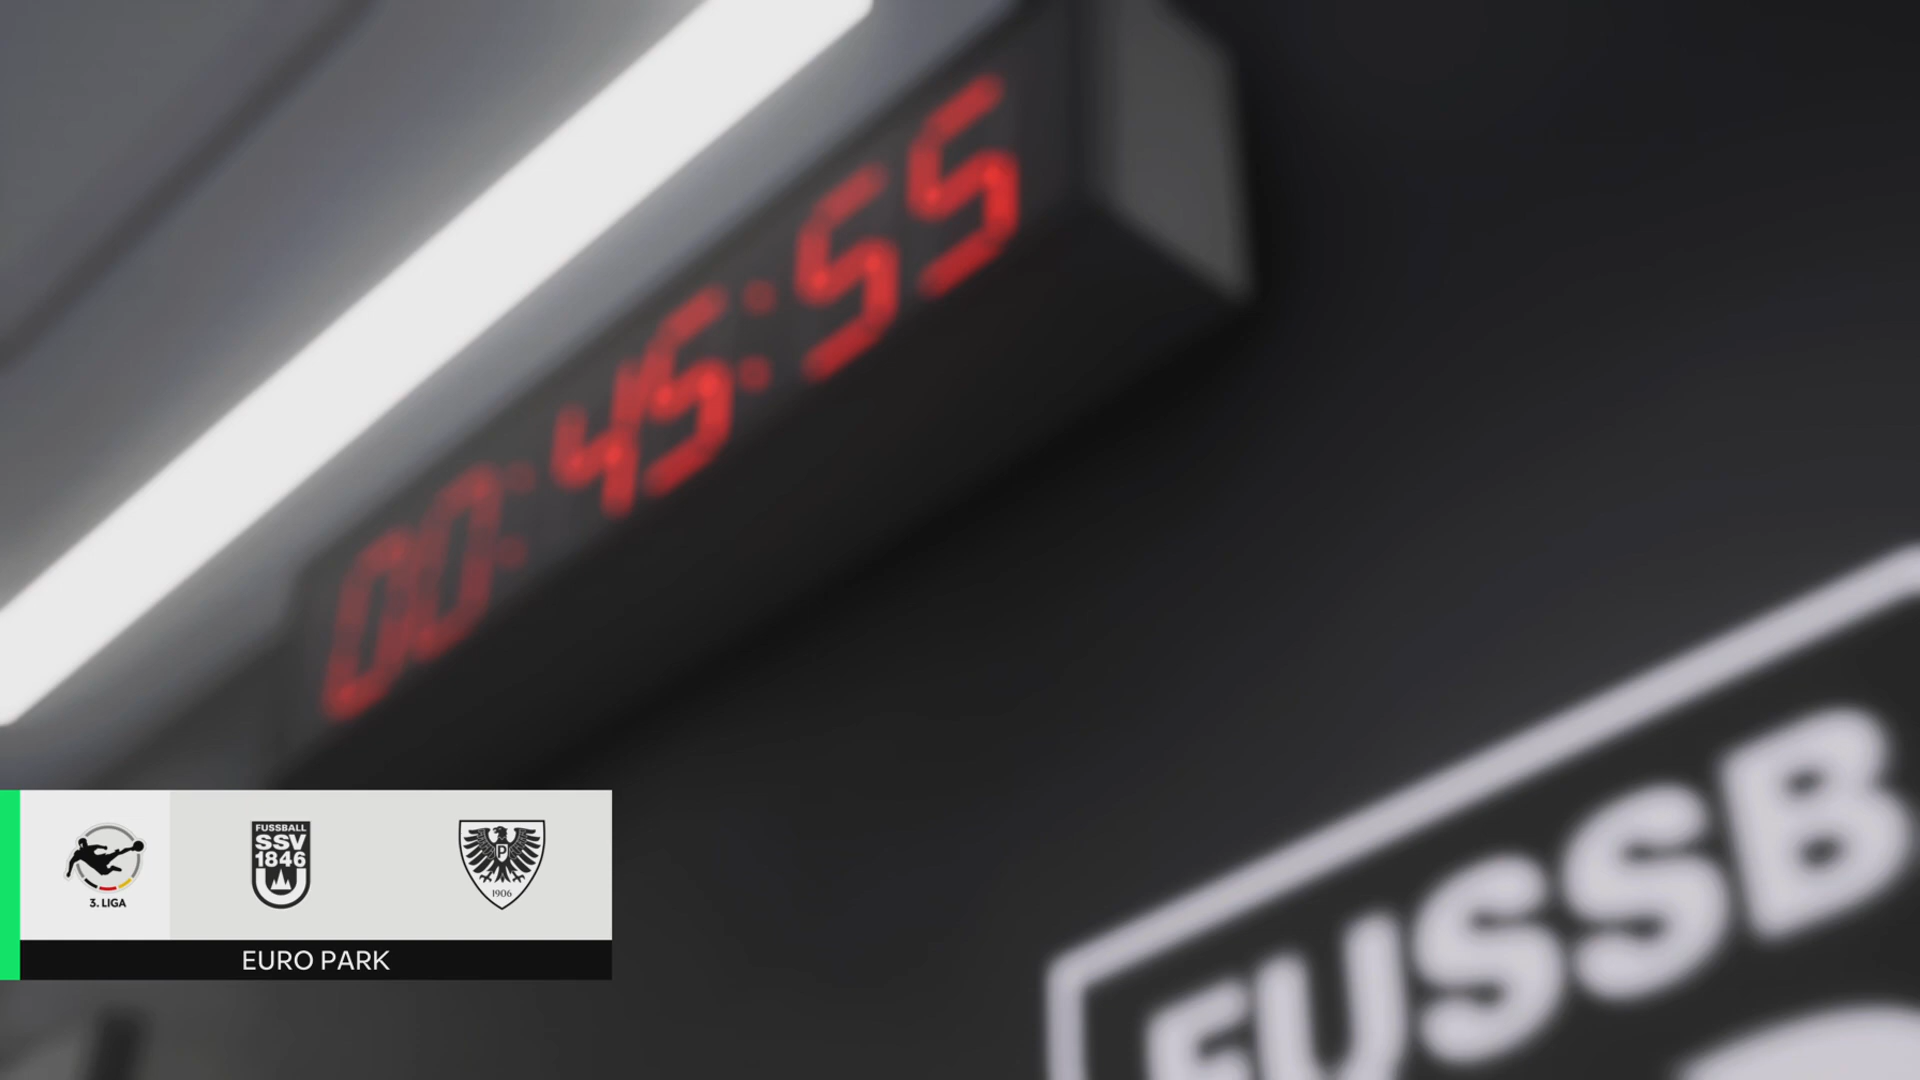 00:45:55
FUSSB
3. LIGA
FUSSBALL
SSV
1846
U
P
1906
EURO PARK